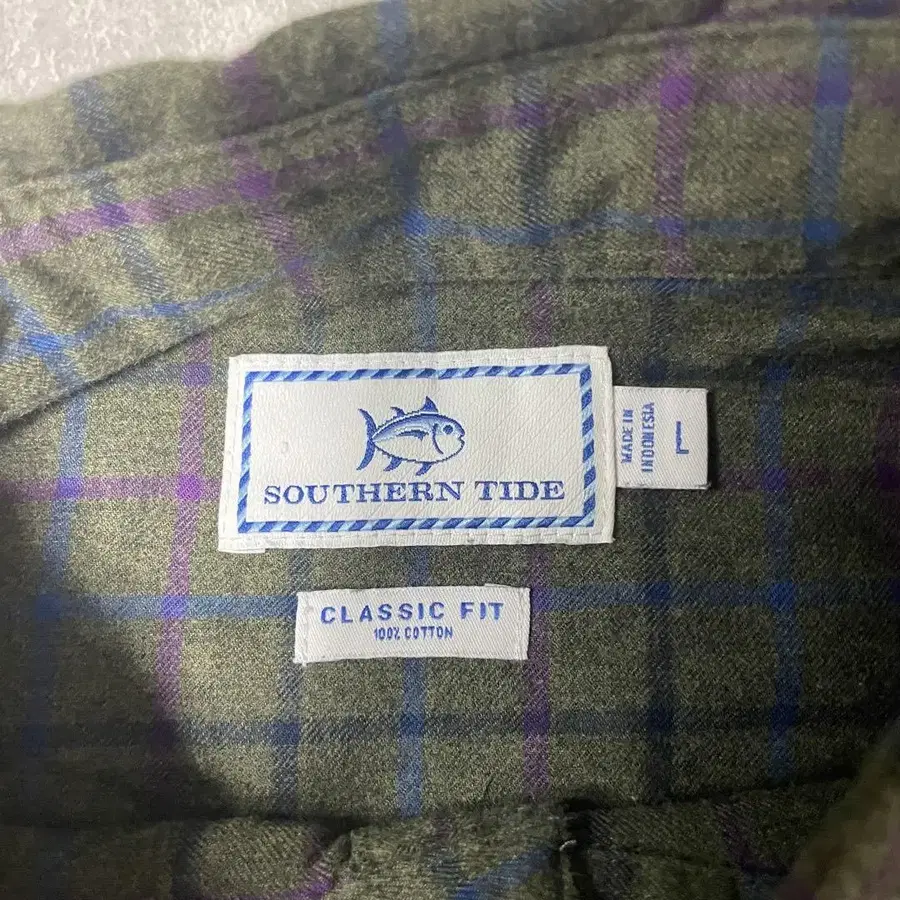 SOUTHERN TIDE
MADE IN
INDONESIA
L
CLASSIC FIT
100% COTTON